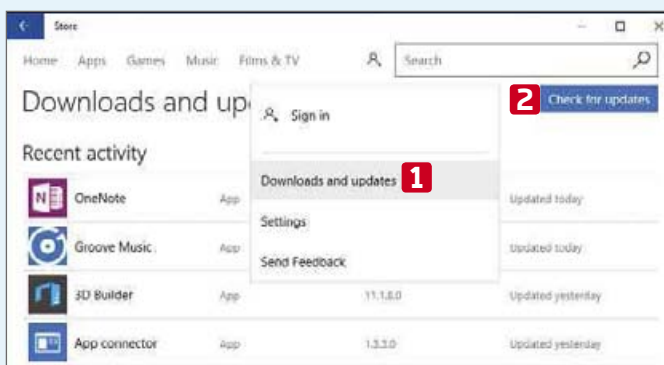 Store
Home Apps Games Music Films & TV Search
Downloads and up
2 Check for updates
Sign in
Recent activity
Downloads and updates 1
OneNote App Updated today
Settings
Groove Music App Updated today
Send Feedback
3D Builder App 11.1.8.0 Updated yesterday
App connector App 1.3.3.0 Updated yesterday